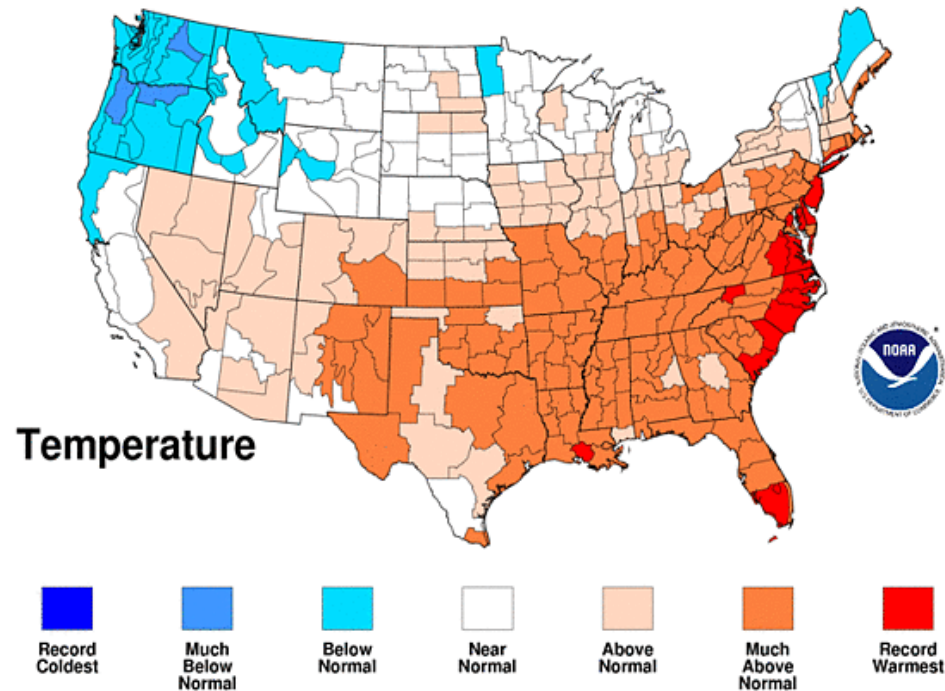 NOAA
Temperature
Record
Coldest
Much
Below
Normal
Below
Normal
Near
Normal
Above
Normal
Much
Above
Normal
Record
Warmest